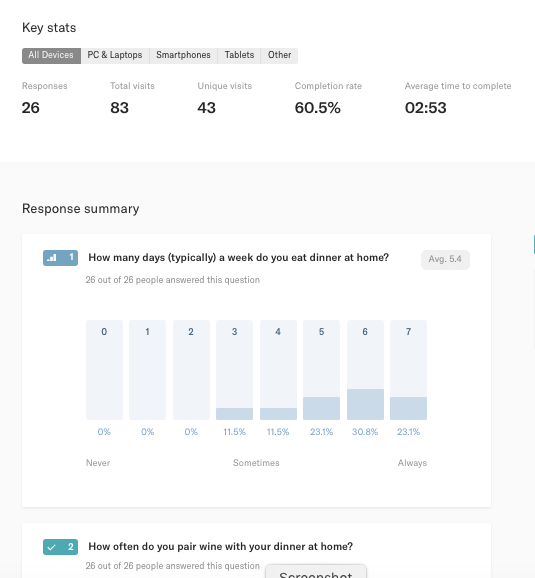 Key stats
All Devices PC & Laptops Smartphones Tablets Other
Responses Total visits Unique visits Completion rate Average time to complete
26 83 43 60.5% 02:53
Response summary
1 How many days (typically) a week do you eat dinner at home? Avg. 5.4
26 out of 26 people answered this question
0 1 2 3 4 5 6 7
0% 0% 0% 11.5% 11.5% 23.1% 30.8% 23.1%
Never Sometimes Always
2 How often do you pair wine with your dinner at home?
26 out of 26 people answered this question
Screenshot